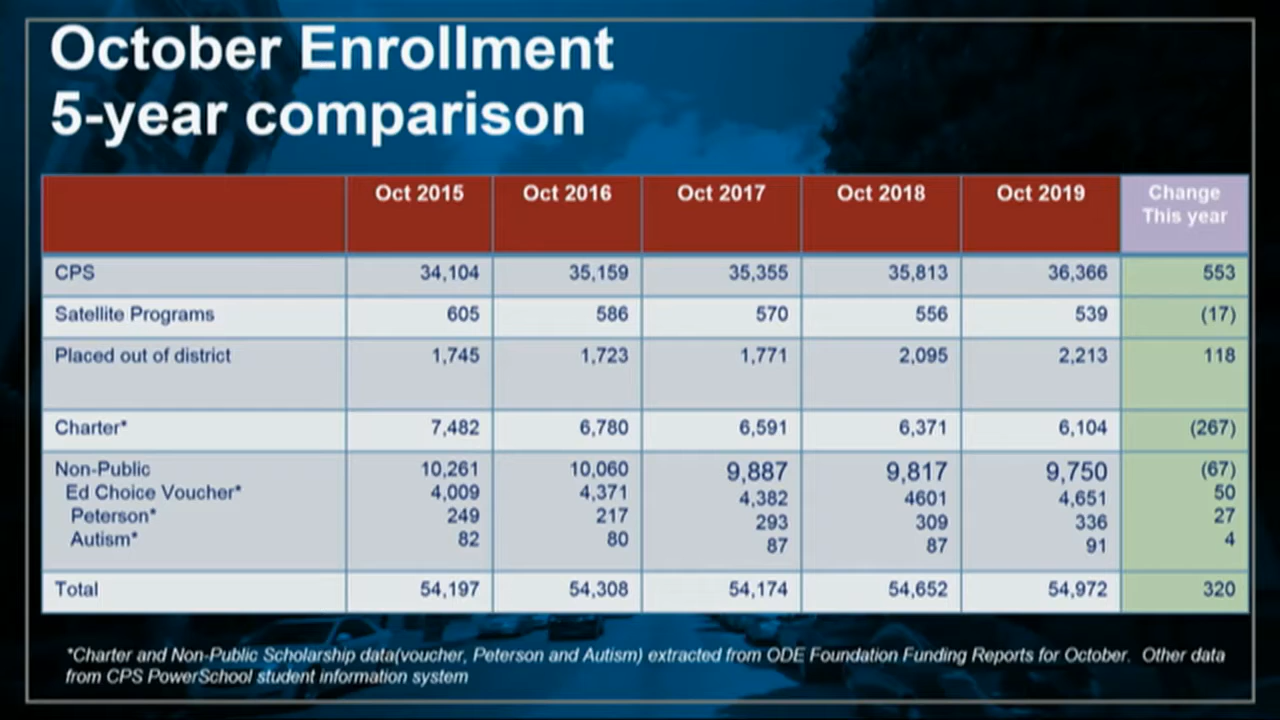 October Enrollment
5-year comparison
Oct 2015 Oct 2016 Oct 2017 Oct 2018 Oct 2019 Change
This year
CPS 34,104 35,159 35,355 35,813 36,366 553
Satellite Programs 605 586 570 556 539 (17)
Placed out of district 1,745 1,723 1,771 2,095 2,213 118
Charter* 7,482 6,780 6,591 6,371 6,104 (267)
Non-Public 10,261 10,060 9,887 9,817 9,750 (67)
Ed Choice Voucher* 4,009 4,371 4,382 4601 4,651 50
Peterson* 249 217 293 309 336 27
Autism* 82 80 87 87 91 4
Total 54,197 54,308 54,174 54,652 54,972 320
*Charter and Non-Public Scholarship data(voucher, Peterson and Autism) extracted from ODE Foundation Funding Reports for October. Other data
from CPS PowerSchool student information system